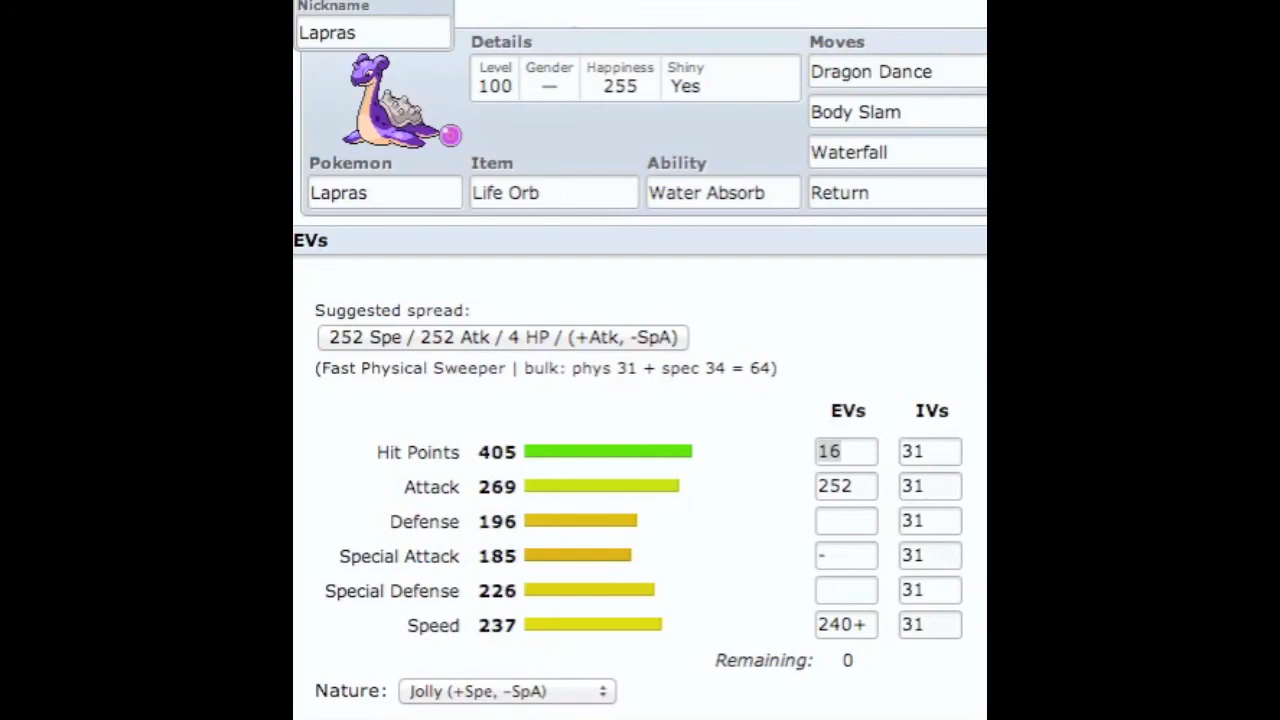 Nickname
Lapras
Details
Moves
Level Gender Happiness Shiny
100 — 255 Yes
Dragon Dance
Body Slam
Waterfall
Return
Pokemon Item Ability
Lapras Life Orb Water Absorb
EVs
Suggested spread:
252 Spe / 252 Atk / 4 HP / (+Atk, -SpA)
(Fast Physical Sweeper | bulk: phys 31 + spec 34 = 64)
EVs IVs
Hit Points 405 16 31
Attack 269 252 31
Defense 196 31
Special Attack 185 - 31
Special Defense 226 31
Speed 237 240+ 31
Remaining: 0
Nature: Jolly (+Spe, -SpA)